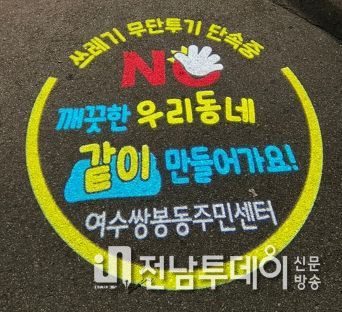 쓰레기 무단투기 단속중
NO
깨끗한 우리동네
같이 만들어가요!
여수쌍봉동주민센터
전남투데이 신문
방송